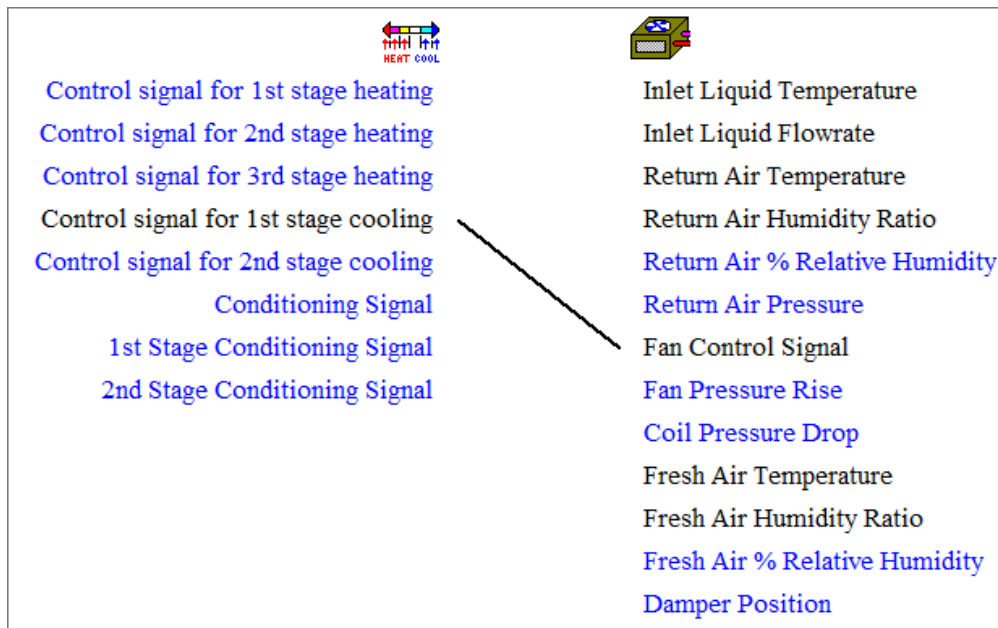 HEAT COOL
Control signal for 1st stage heating
Control signal for 2nd stage heating
Control signal for 3rd stage heating
Control signal for 1st stage cooling
Control signal for 2nd stage cooling
Conditioning Signal
1st Stage Conditioning Signal
2nd Stage Conditioning Signal
Inlet Liquid Temperature
Inlet Liquid Flowrate
Return Air Temperature
Return Air Humidity Ratio
Return Air % Relative Humidity
Return Air Pressure
Fan Control Signal
Fan Pressure Rise
Coil Pressure Drop
Fresh Air Temperature
Fresh Air Humidity Ratio
Fresh Air % Relative Humidity
Damper Position